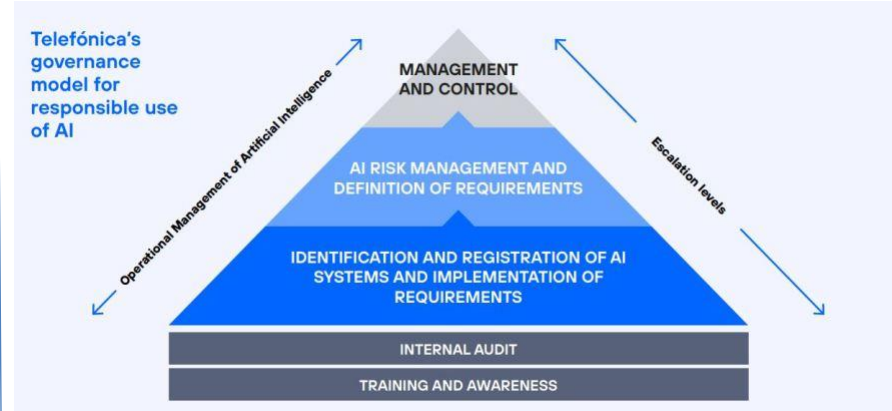 Telefónica's
governance
model for
responsible use
of AI
Operational Management of Artificial Intelligence
MANAGEMENT
AND CONTROL
Escalation levels
AI RISK MANAGEMENT AND
DEFINITION OF REQUIREMENTS
IDENTIFICATION AND REGISTRATION OF AI
SYSTEMS AND IMPLEMENTATION OF
REQUIREMENTS
INTERNAL AUDIT
TRAINING AND AWARENESS